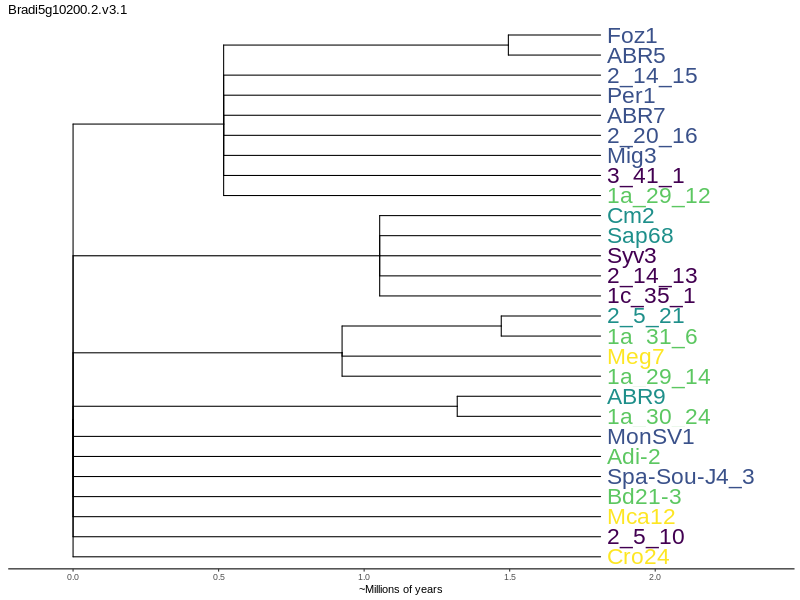 Bradi5g10200.2.v3.1
Foz1
ABR5
2_14_15
Per1
ABR7
2_20_16
Mig3
3_41_1
1a_29_12
Cm2
Sap68
Syv3
2_14_13
1c_35_1
2_5_21
1a_31_6
Meg7
1a_29_14
ABR9
1a_30_24
MonSV1
Adi-2
Spa-Sou-J4_3
Bd21-3
Mca12
2_5_10
Cro24
0.0 0.5 1.0 1.5 2.0
~Millions of years